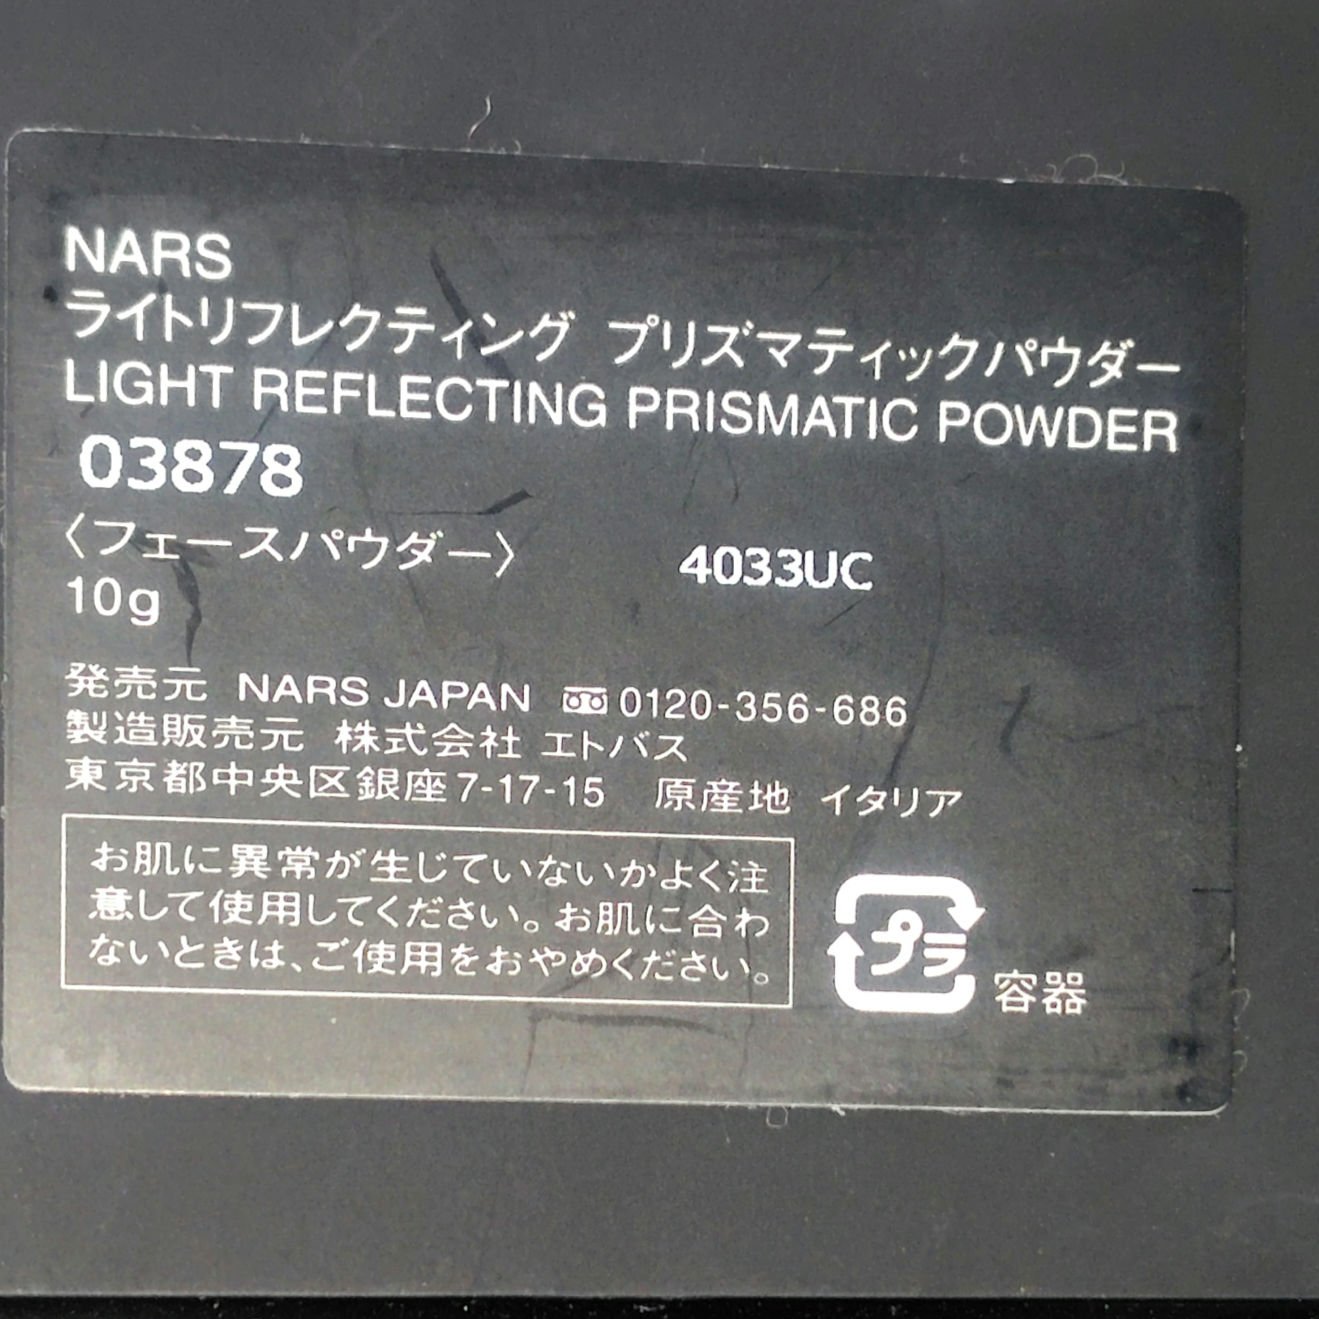 NARS
ライトリフレクティング プリズマティックパウダー
LIGHT REFLECTING PRISMATIC POWDER
03878
〈フェースパウダー〉 4033UC
10g
発売元 NARS JAPAN 0120-356-686
製造販売元 株式会社 エトバス
東京都中央区銀座7-17-15 原産地 イタリア
お肌に異常が生じていないかよく注
意して使用してください。お肌に合わ
ないときは、ご使用をおやめください。
プラ
容器